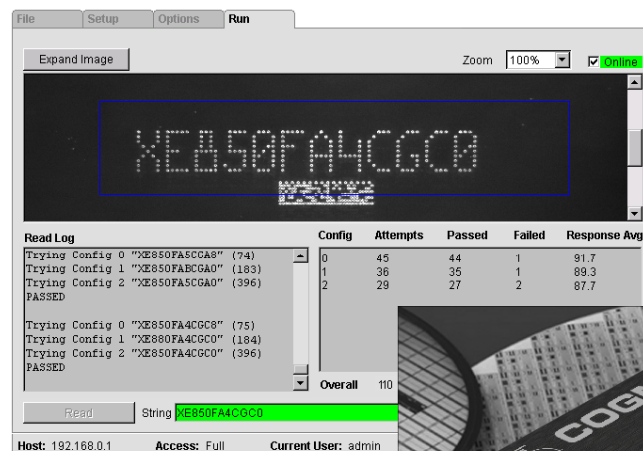 File Setup Options Run
Expand Image Zoom 100% Online
XE850FA4CGC0
Read Log
Trying Config 0 "XE850FA5CCA8" (74)
Trying Config 1 "XE850FABCGA0" (183)
Trying Config 2 "XE850FA5CGA0" (396)
PASSED
Trying Config 0 "XE850FA4CGC8" (75)
Trying Config 1 "XE880FA4CGC0" (184)
Trying Config 2 "XE850FA4CGC0" (396)
PASSED
Config Attempts Passed Failed Response Avg
0 45 44 1 91.7
1 36 35 1 89.3
2 29 27 2 87.7
Overall 110
Read String XE850FA4CGC0
Host: 192.168.0.1 Access: Full Current User: admin